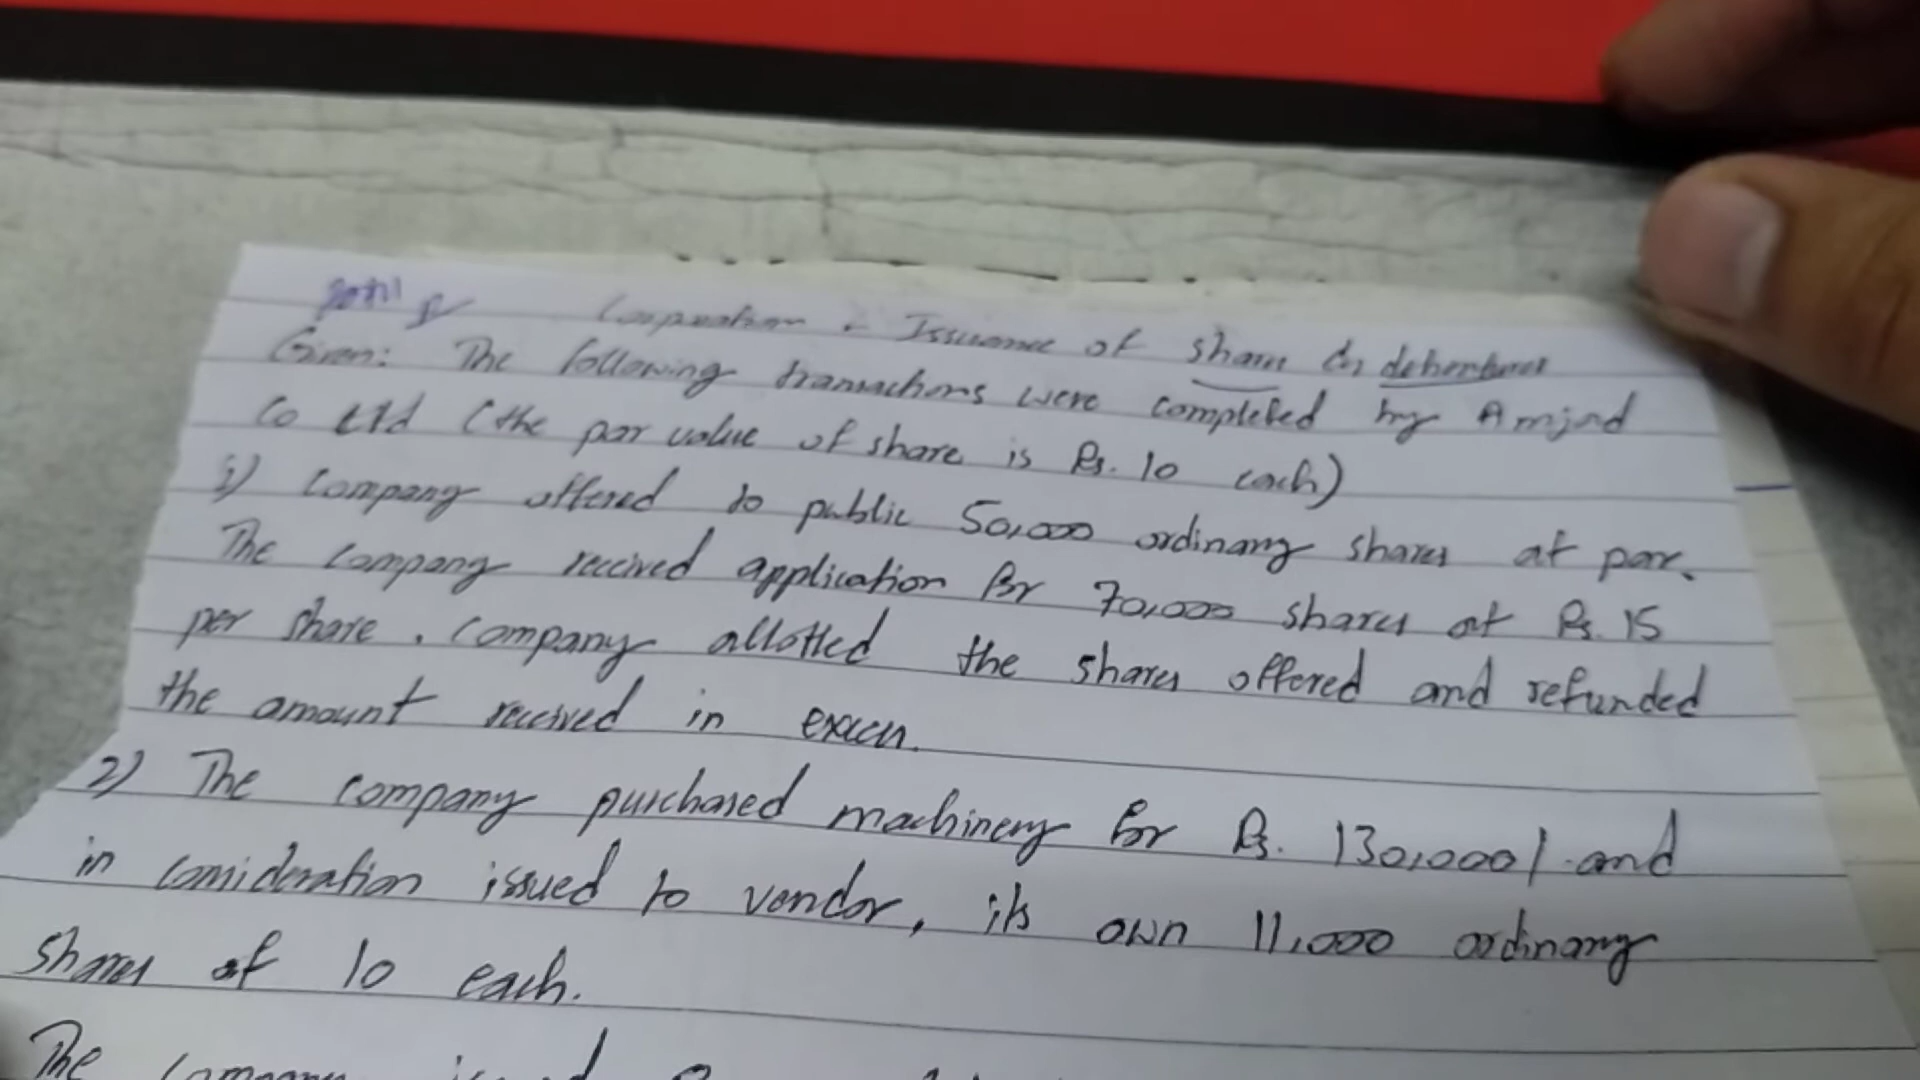 Corporation - Issuance of share & debentures
Given: The following transactions were completed by Amjad
Co Ltd (the par value of share is Rs. 10 each)
1) Company offered to public 50,000 ordinary shares at par.
The company received application for 70,000 shares at Rs. 15
per share. Company allotted the shares offered and refunded
the amount received in excess.
2) The company purchased machinery for Rs. 130,000/- and
in consideration issued to vendor, its own 11,000 ordinary
shares of 10 each.
The company issued